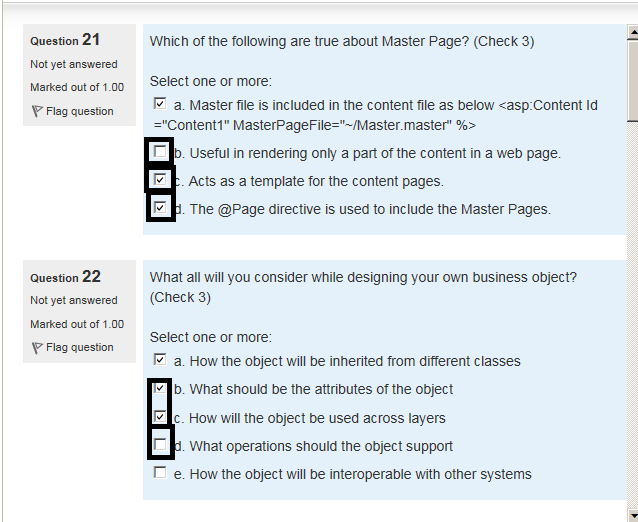 Question 21
Not yet answered
Marked out of 1.00
Flag question
Which of the following are true about Master Page? (Check 3)
Select one or more:
a. Master file is included in the content file as below <asp:Content Id
="Content1" MasterPageFile="~/Master.master" %>
b. Useful in rendering only a part of the content in a web page.
c. Acts as a template for the content pages.
d. The @Page directive is used to include the Master Pages.
Question 22
Not yet answered
Marked out of 1.00
Flag question
What all will you consider while designing your own business object?
(Check 3)
Select one or more:
a. How the object will be inherited from different classes
b. What should be the attributes of the object
c. How will the object be used across layers
d. What operations should the object support
e. How the object will be interoperable with other systems